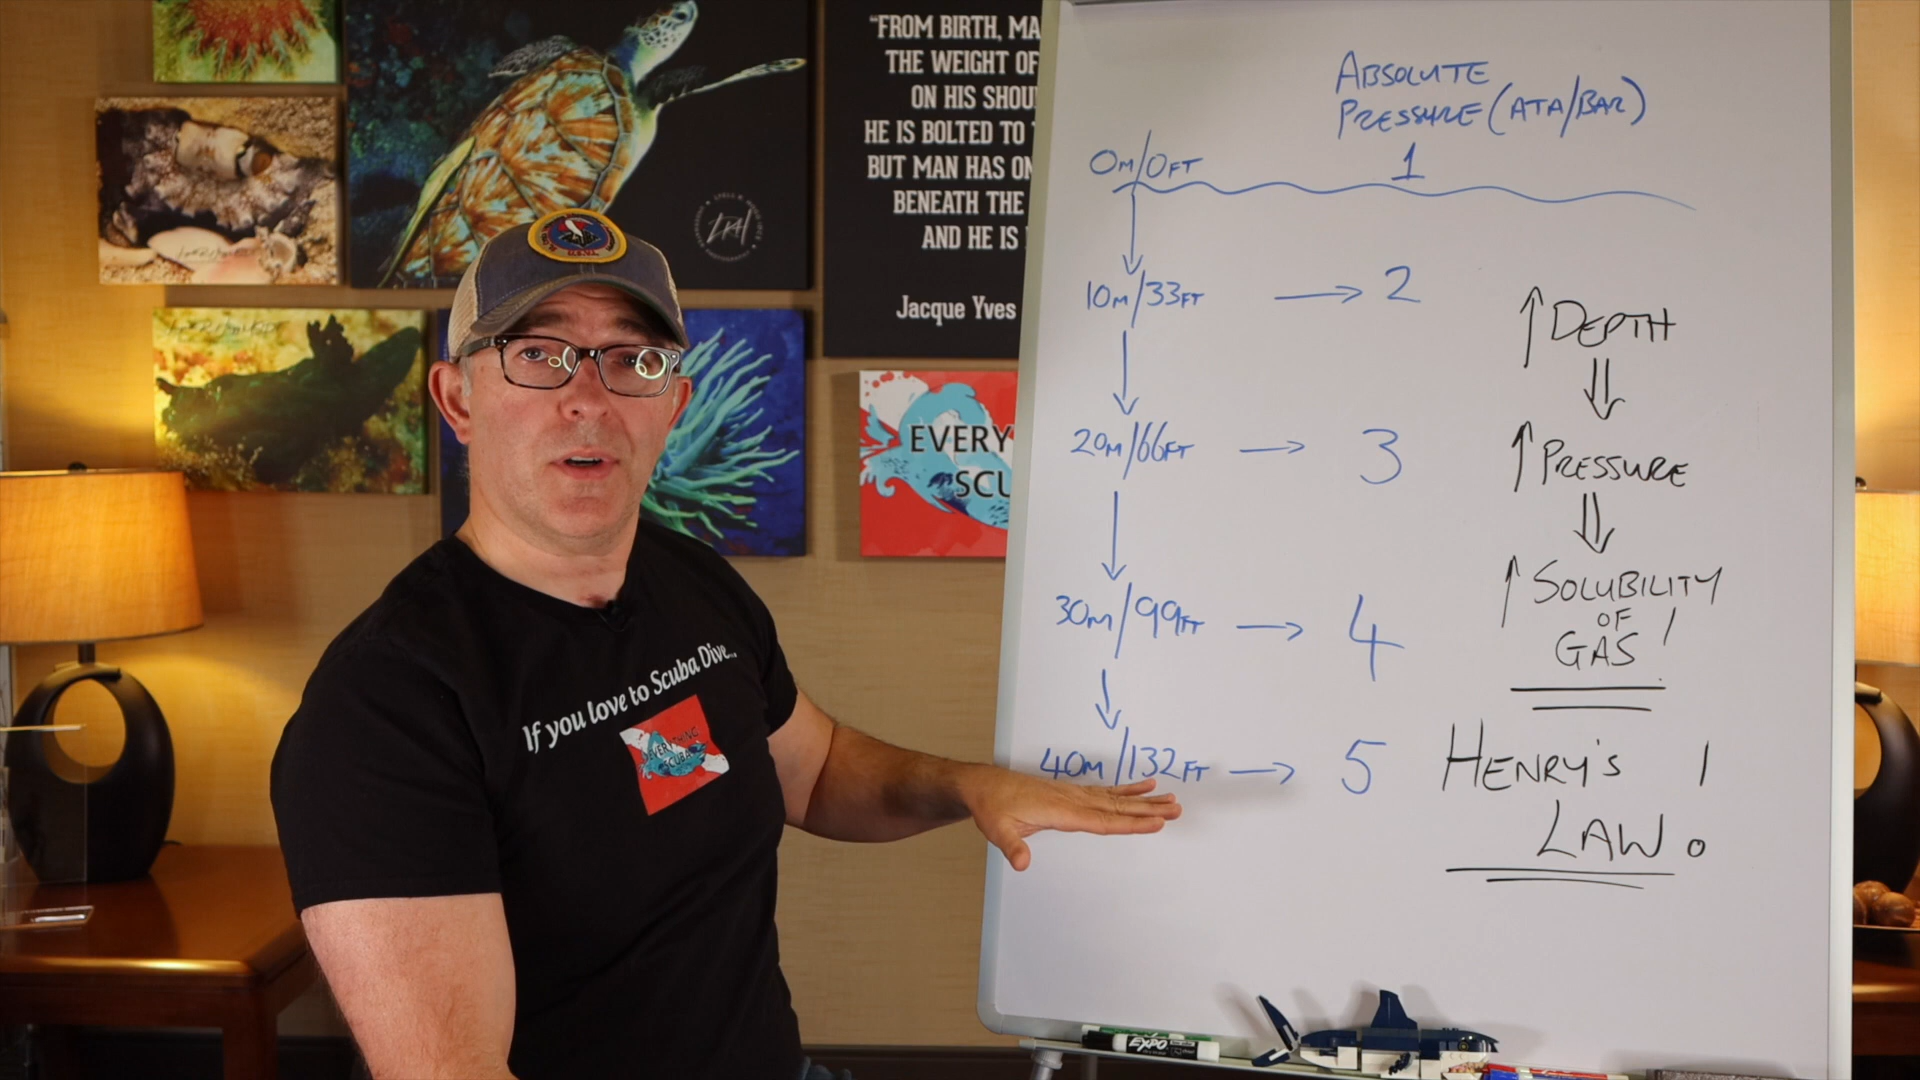 “FROM BIRTH, MA
THE WEIGHT OF
ON HIS SHOU
HE IS BOLTED TO
BUT MAN HAS ON
BENEATH THE
AND HE IS
Jacque Yves
EVERY
SCU
If you love to Scuba Dive...
EVERYTHING
SCUBA
ABSOLUTE
PRESSURE (ATA/BAR)
0M/0FT
1
10M/33FT → 2
20M/66FT → 3
30M/99FT → 4
40M/132FT → 5
↑ DEPTH
⇓
↑ PRESSURE
⇓
↑ SOLUBILITY
OF
GAS!
HENRY'S
LAW!
EXPO